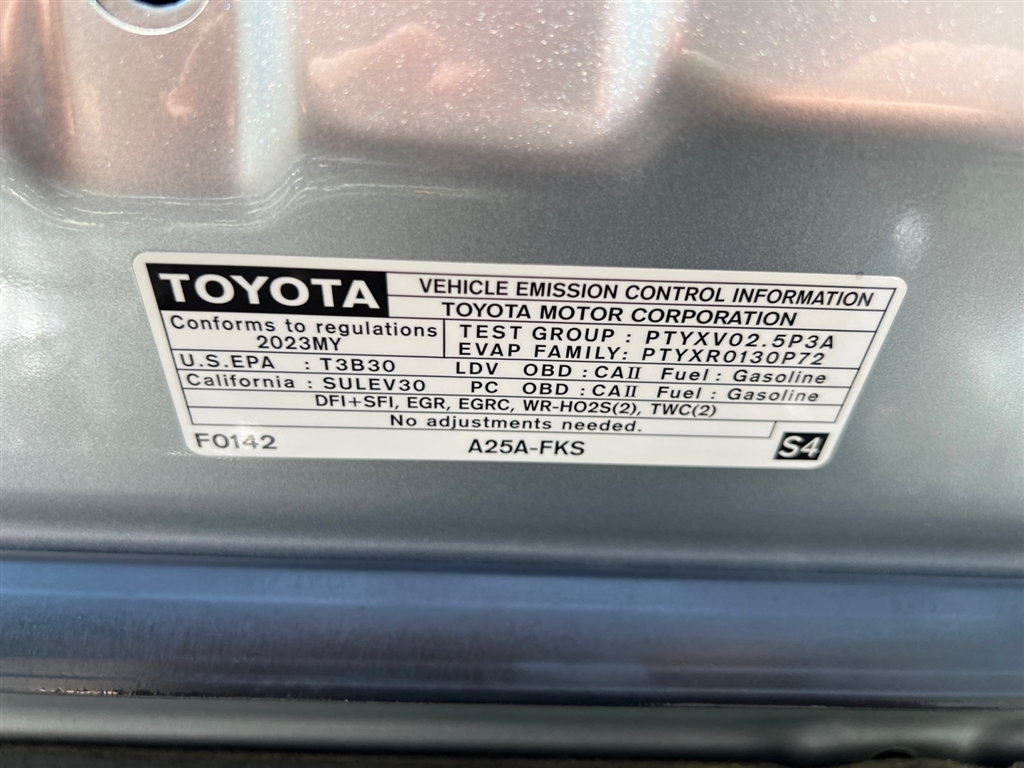 TOYOTA
VEHICLE EMISSION CONTROL INFORMATION
TOYOTA MOTOR CORPORATION
Conforms to regulations
2023MY
TEST GROUP : PTYXV02.5P3A
EVAP FAMILY: PTYXR0130P72
U.S.EPA : T3B30 LDV OBD : CAII Fuel : Gasoline
California : SULEV30 PC OBD : CAII Fuel : Gasoline
DFI+SFI, EGR, EGRC, WR-HO2S(2), TWC(2)
No adjustments needed.
F0142 A25A-FKS S4